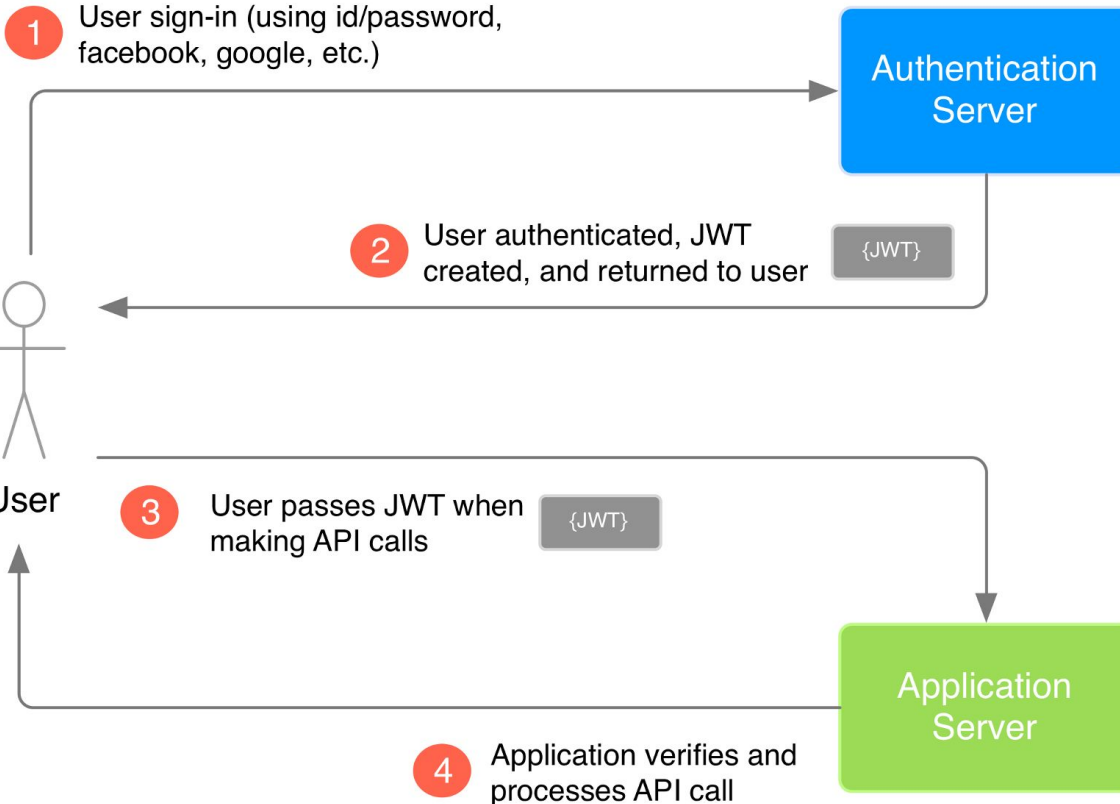 1
User sign-in (using id/password,
facebook, google, etc.)
Authentication
Server
2
User authenticated, JWT
created, and returned to user
{JWT}
User
3
User passes JWT when
making API calls
{JWT}
Application
Server
4
Application verifies and
processes API call